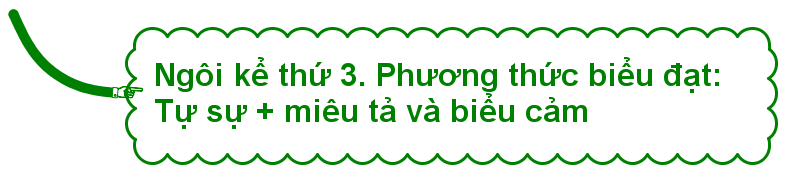 Ngôi kể thứ 3. Phương thức biểu đạt:
Tự sự + miêu tả và biểu cảm